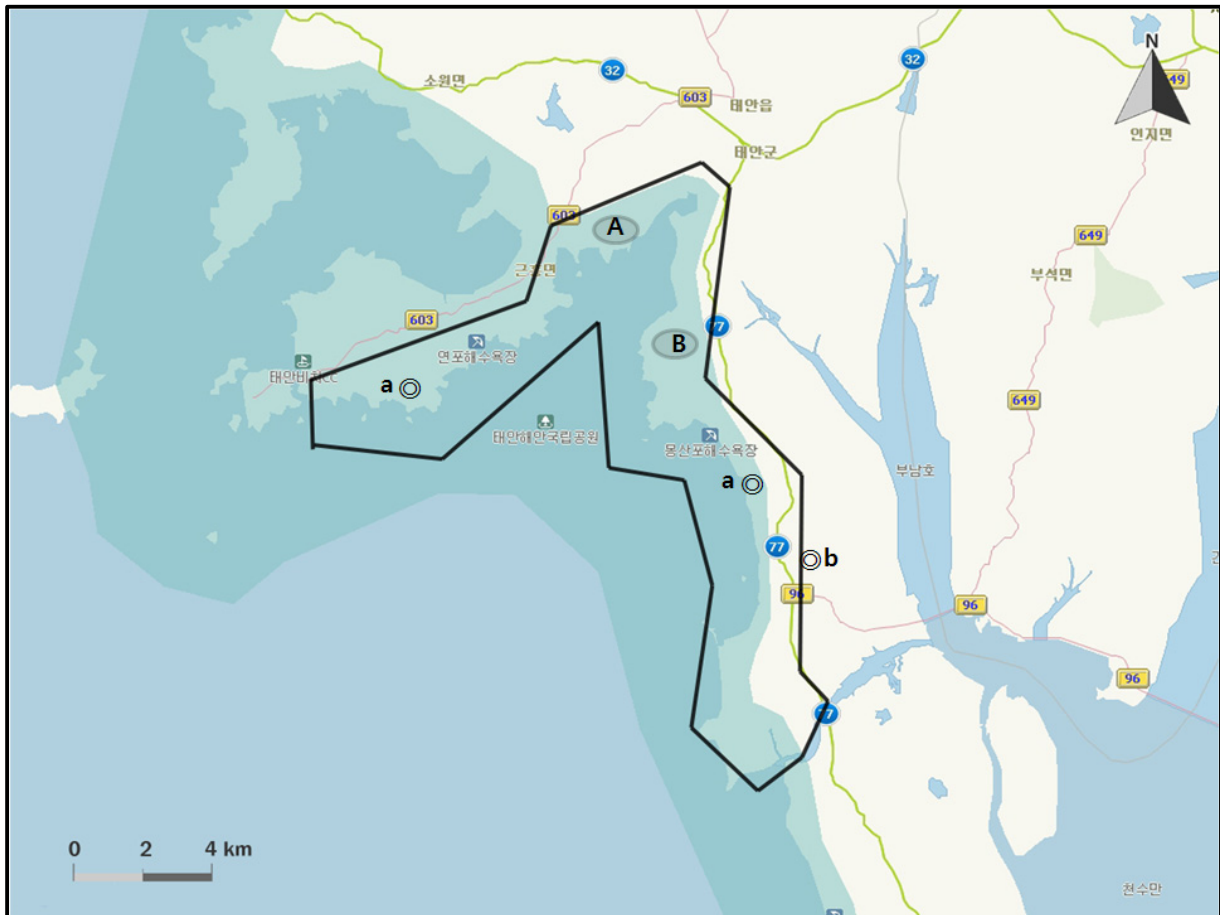 32
32
N
소원면
603
태안읍
49
인지면
태안군
603
A
649
근흥면
부석면
603
77
B
연포해수욕장
태안비치cc
a
649
태안해안국립공원
몽산포해수욕장
부남호
a
77
b
96
96
96
77
0 2 4 km
천수만